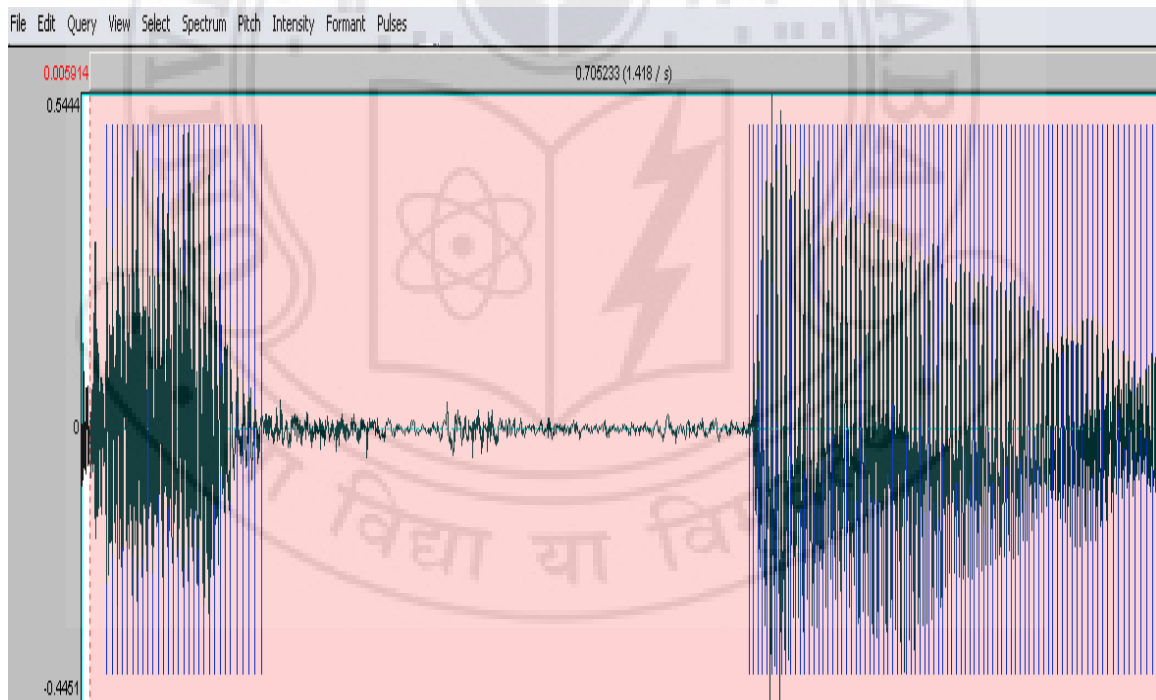 File Edit Query View Select Spectrum Pitch Intensity Formant Pulses
0.005914
0.705233 (1.418 / s)
0.5444
0
-0.4451
विद्या या